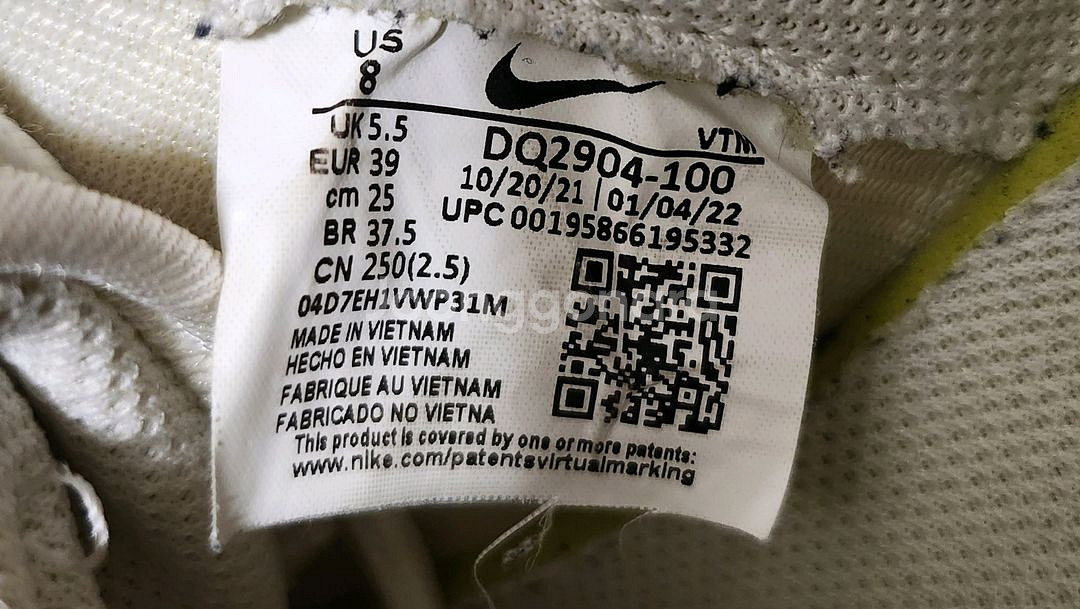 US
8
UK 5.5
EUR 39
cm 25
BR 37.5
CN 250(2.5)
04D7EH1VWP31M
MADE IN VIETNAM
HECHO EN VIETNAM
FABRIQUE AU VIETNAM
FABRICADO NO VIETNA
VTM
DQ2904-100
10/20/21 | 01/04/22
UPC 00195866195332
This product is covered by one or more patents:
www.nike.com/patentsvirtualmarking